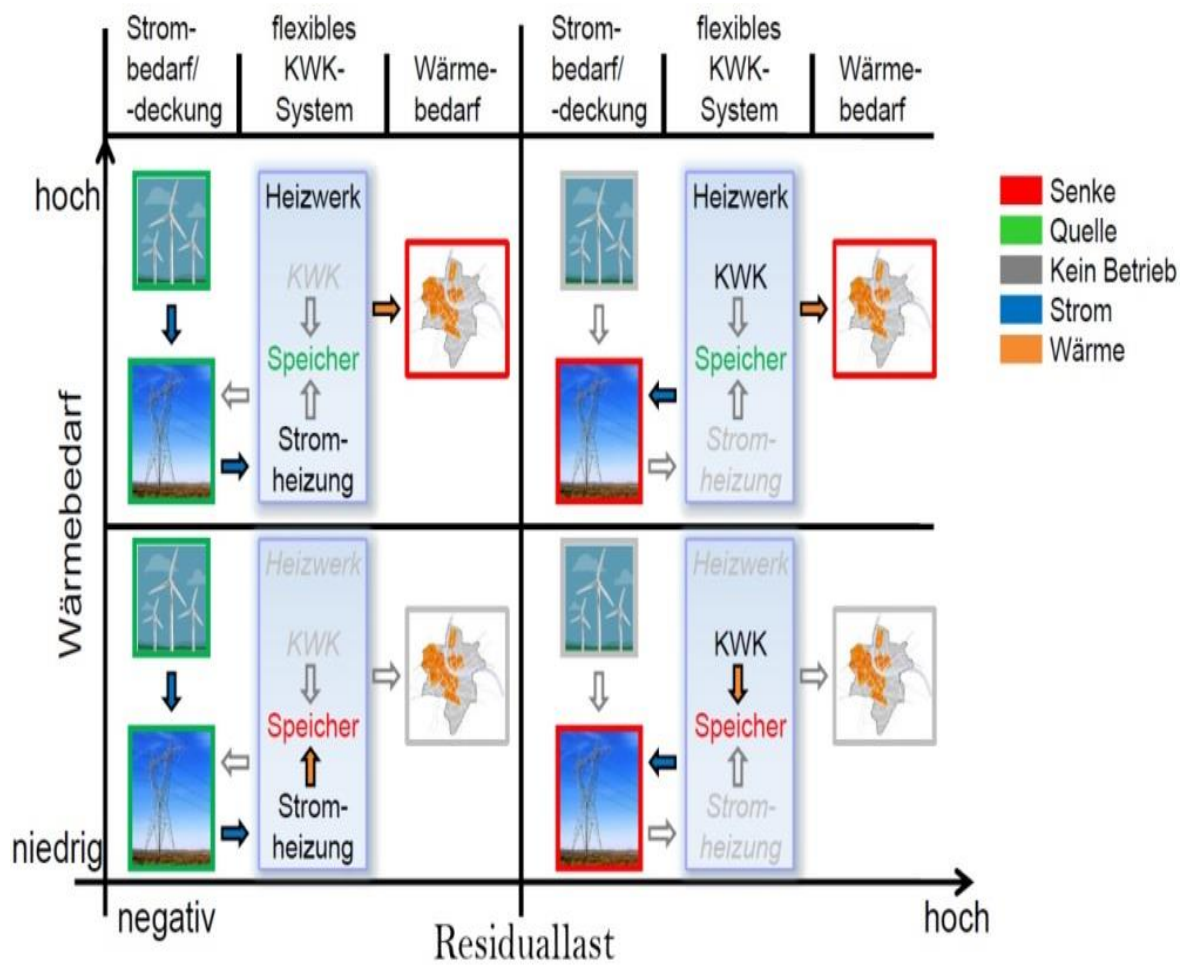 Strom-
bedarf/
-deckung
flexibles
KWK-
System
Wärme-
bedarf
Strom-
bedarf/
-deckung
flexibles
KWK-
System
Wärme-
bedarf
hoch
Heizwerk
KWK
Speicher
Strom-
heizung
Heizwerk
KWK
Speicher
Strom-
heizung
Senke
Quelle
Kein Betrieb
Strom
Wärme
Wärmebedarf
Heizwerk
KWK
Speicher
Strom-
heizung
Heizwerk
KWK
Speicher
Strom-
heizung
niedrig
negativ
Residuallast
hoch